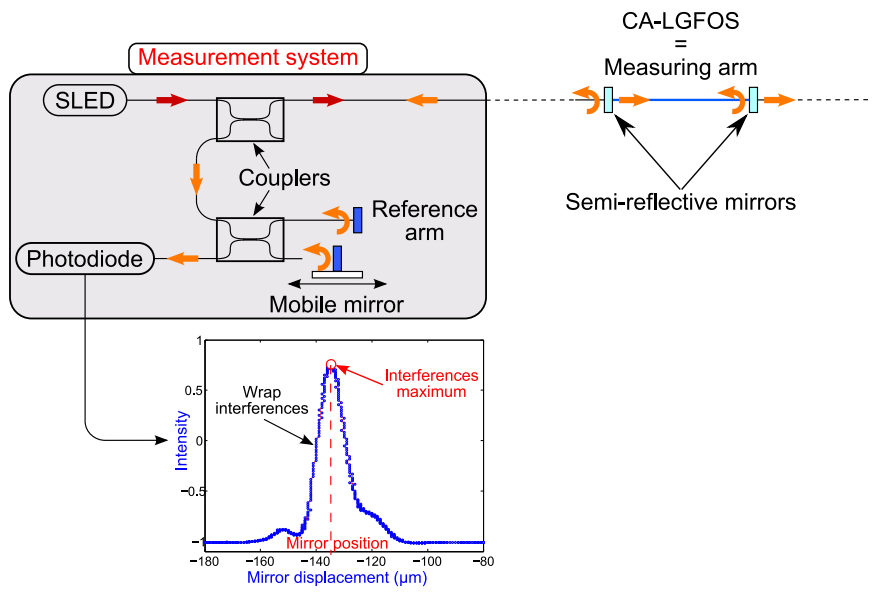 CA-LGFOS
=
Measuring arm
Measurement system
SLED
Couplers
Reference
arm
Semi-reflective mirrors
Photodiode
Mobile mirror
1
0.5
0
−0.5
−1
Intensity
Wrap
interferences
Interferences
maximum
Mirror position
−180 −160 −140 −120 −100 −80
Mirror displacement (µm)